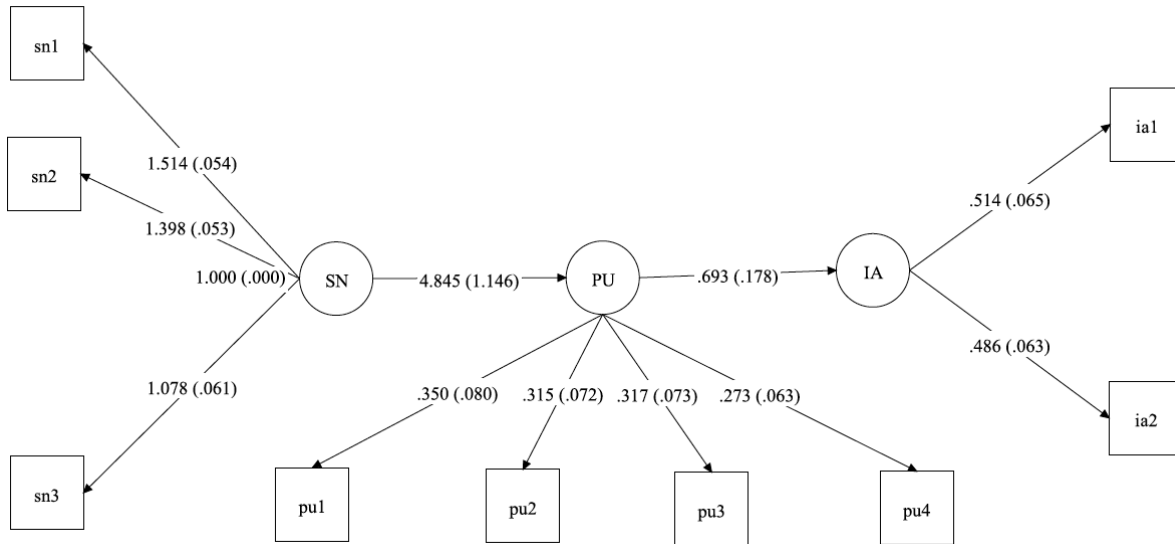 sn1
sn2
sn3
1.514 (.054)
1.398 (.053)
1.000 (.000)
1.078 (.061)
SN
4.845 (1.146)
PU
.693 (.178)
IA
.514 (.065)
.486 (.063)
ia1
ia2
.350 (.080)
.315 (.072)
.317 (.073)
.273 (.063)
pu1
pu2
pu3
pu4